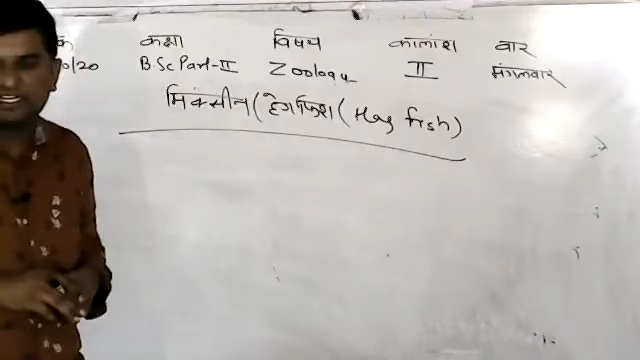 क कक्षा विषय कालांश वार
0/20 B.Sc Part-II Zoology II मंगलवार
मिक्सीन (हेगफिश (Hag fish)